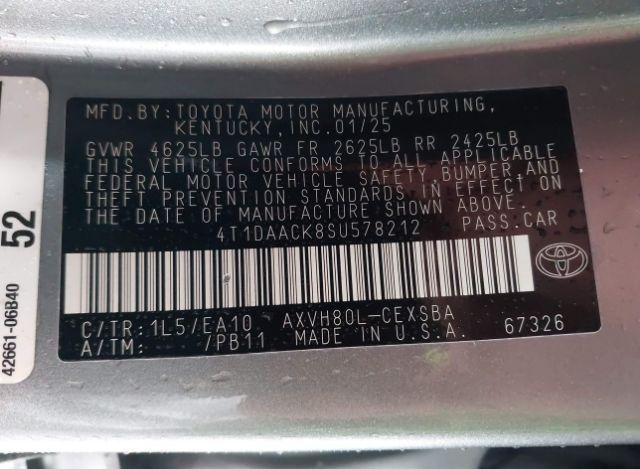 MFD.BY:TOYOTA MOTOR MANUFACTURING,
KENTUCKY,INC.01/25
GVWR 4625LB GAWR FR 2625LB RR 2425LB
THIS VEHICLE CONFORMS TO ALL APPLICABLE
FEDERAL MOTOR VEHICLE SAFETY, BUMPER,AND
THEFT PREVENTION STANDARDS IN EFFECT ON
THE DATE OF MANUFACTURE SHOWN ABOVE.
4T1DAACK8SU578212 PASS.CAR
C/TR:1L5/EA10 AXVH80L-CEXSBA
A/TM: /PB11 MADE IN U.S.A. 67326
52
42661-06B40